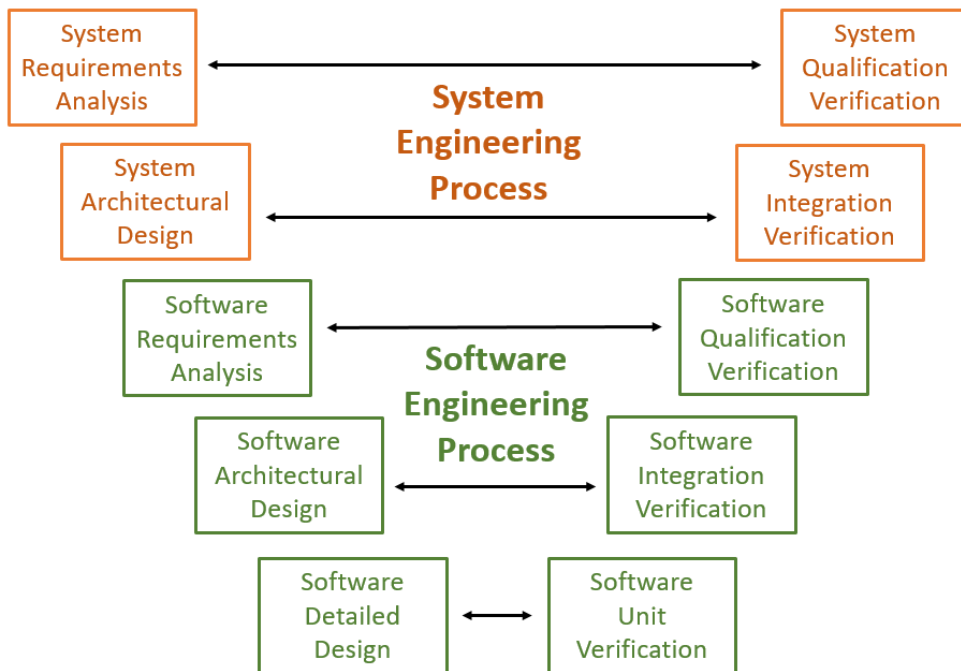 System
Requirements
Analysis
System
Qualification
Verification
System
Engineering
Process
System
Architectural
Design
System
Integration
Verification
Software
Requirements
Analysis
Software
Qualification
Verification
Software
Engineering
Process
Software
Architectural
Design
Software
Integration
Verification
Software
Detailed
Design
Software
Unit
Verification